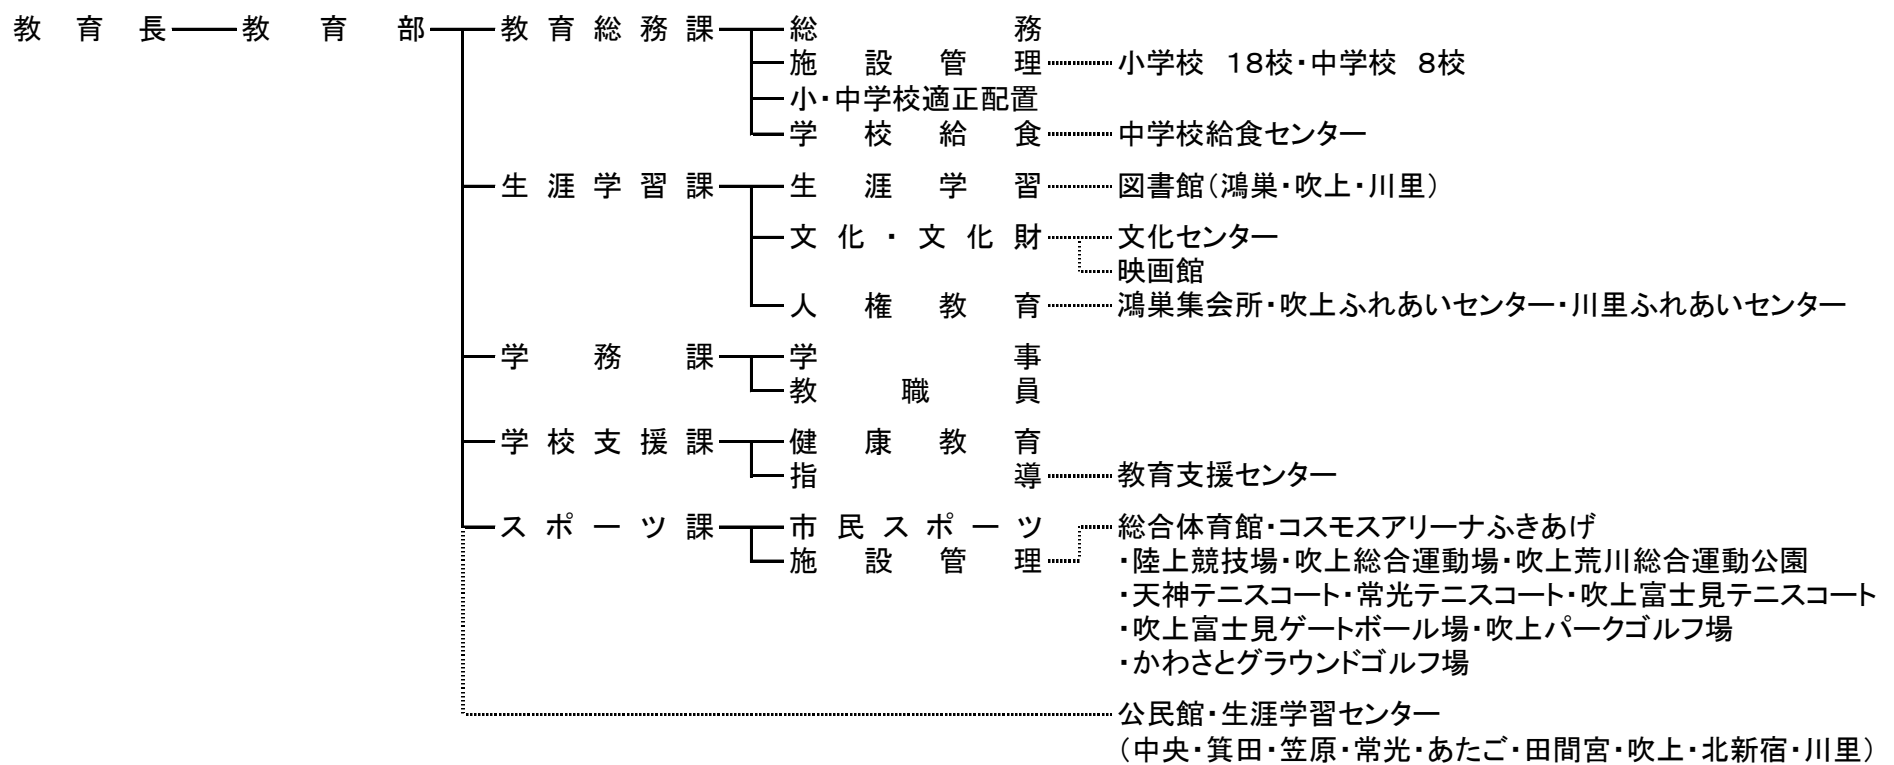 教育長 教育部 教育総務課 総務
施設管理 小学校　18校・中学校　8校
小・中学校適正配置
学校給食 中学校給食センター
生涯学習課 生涯学習 図書館（鴻巣・吹上・川里）
文化・文化財 文化センター
映画館
人権教育 鴻巣集会所・吹上ふれあいセンター・川里ふれあいセンター
学務課 学事
教職員
学校支援課 健康教育
指導 教育支援センター
スポーツ課 市民スポーツ 総合体育館・コスモスアリーナふきあげ
施設管理 ・陸上競技場・吹上総合運動場・吹上荒川総合運動公園
・天神テニスコート・常光テニスコート・吹上富士見テニスコート
・吹上富士見ゲートボール場・吹上パークゴルフ場
・かわさとグラウンドゴルフ場
公民館・生涯学習センター
（中央・箕田・笠原・常光・あたご・田間宮・吹上・北新宿・川里）